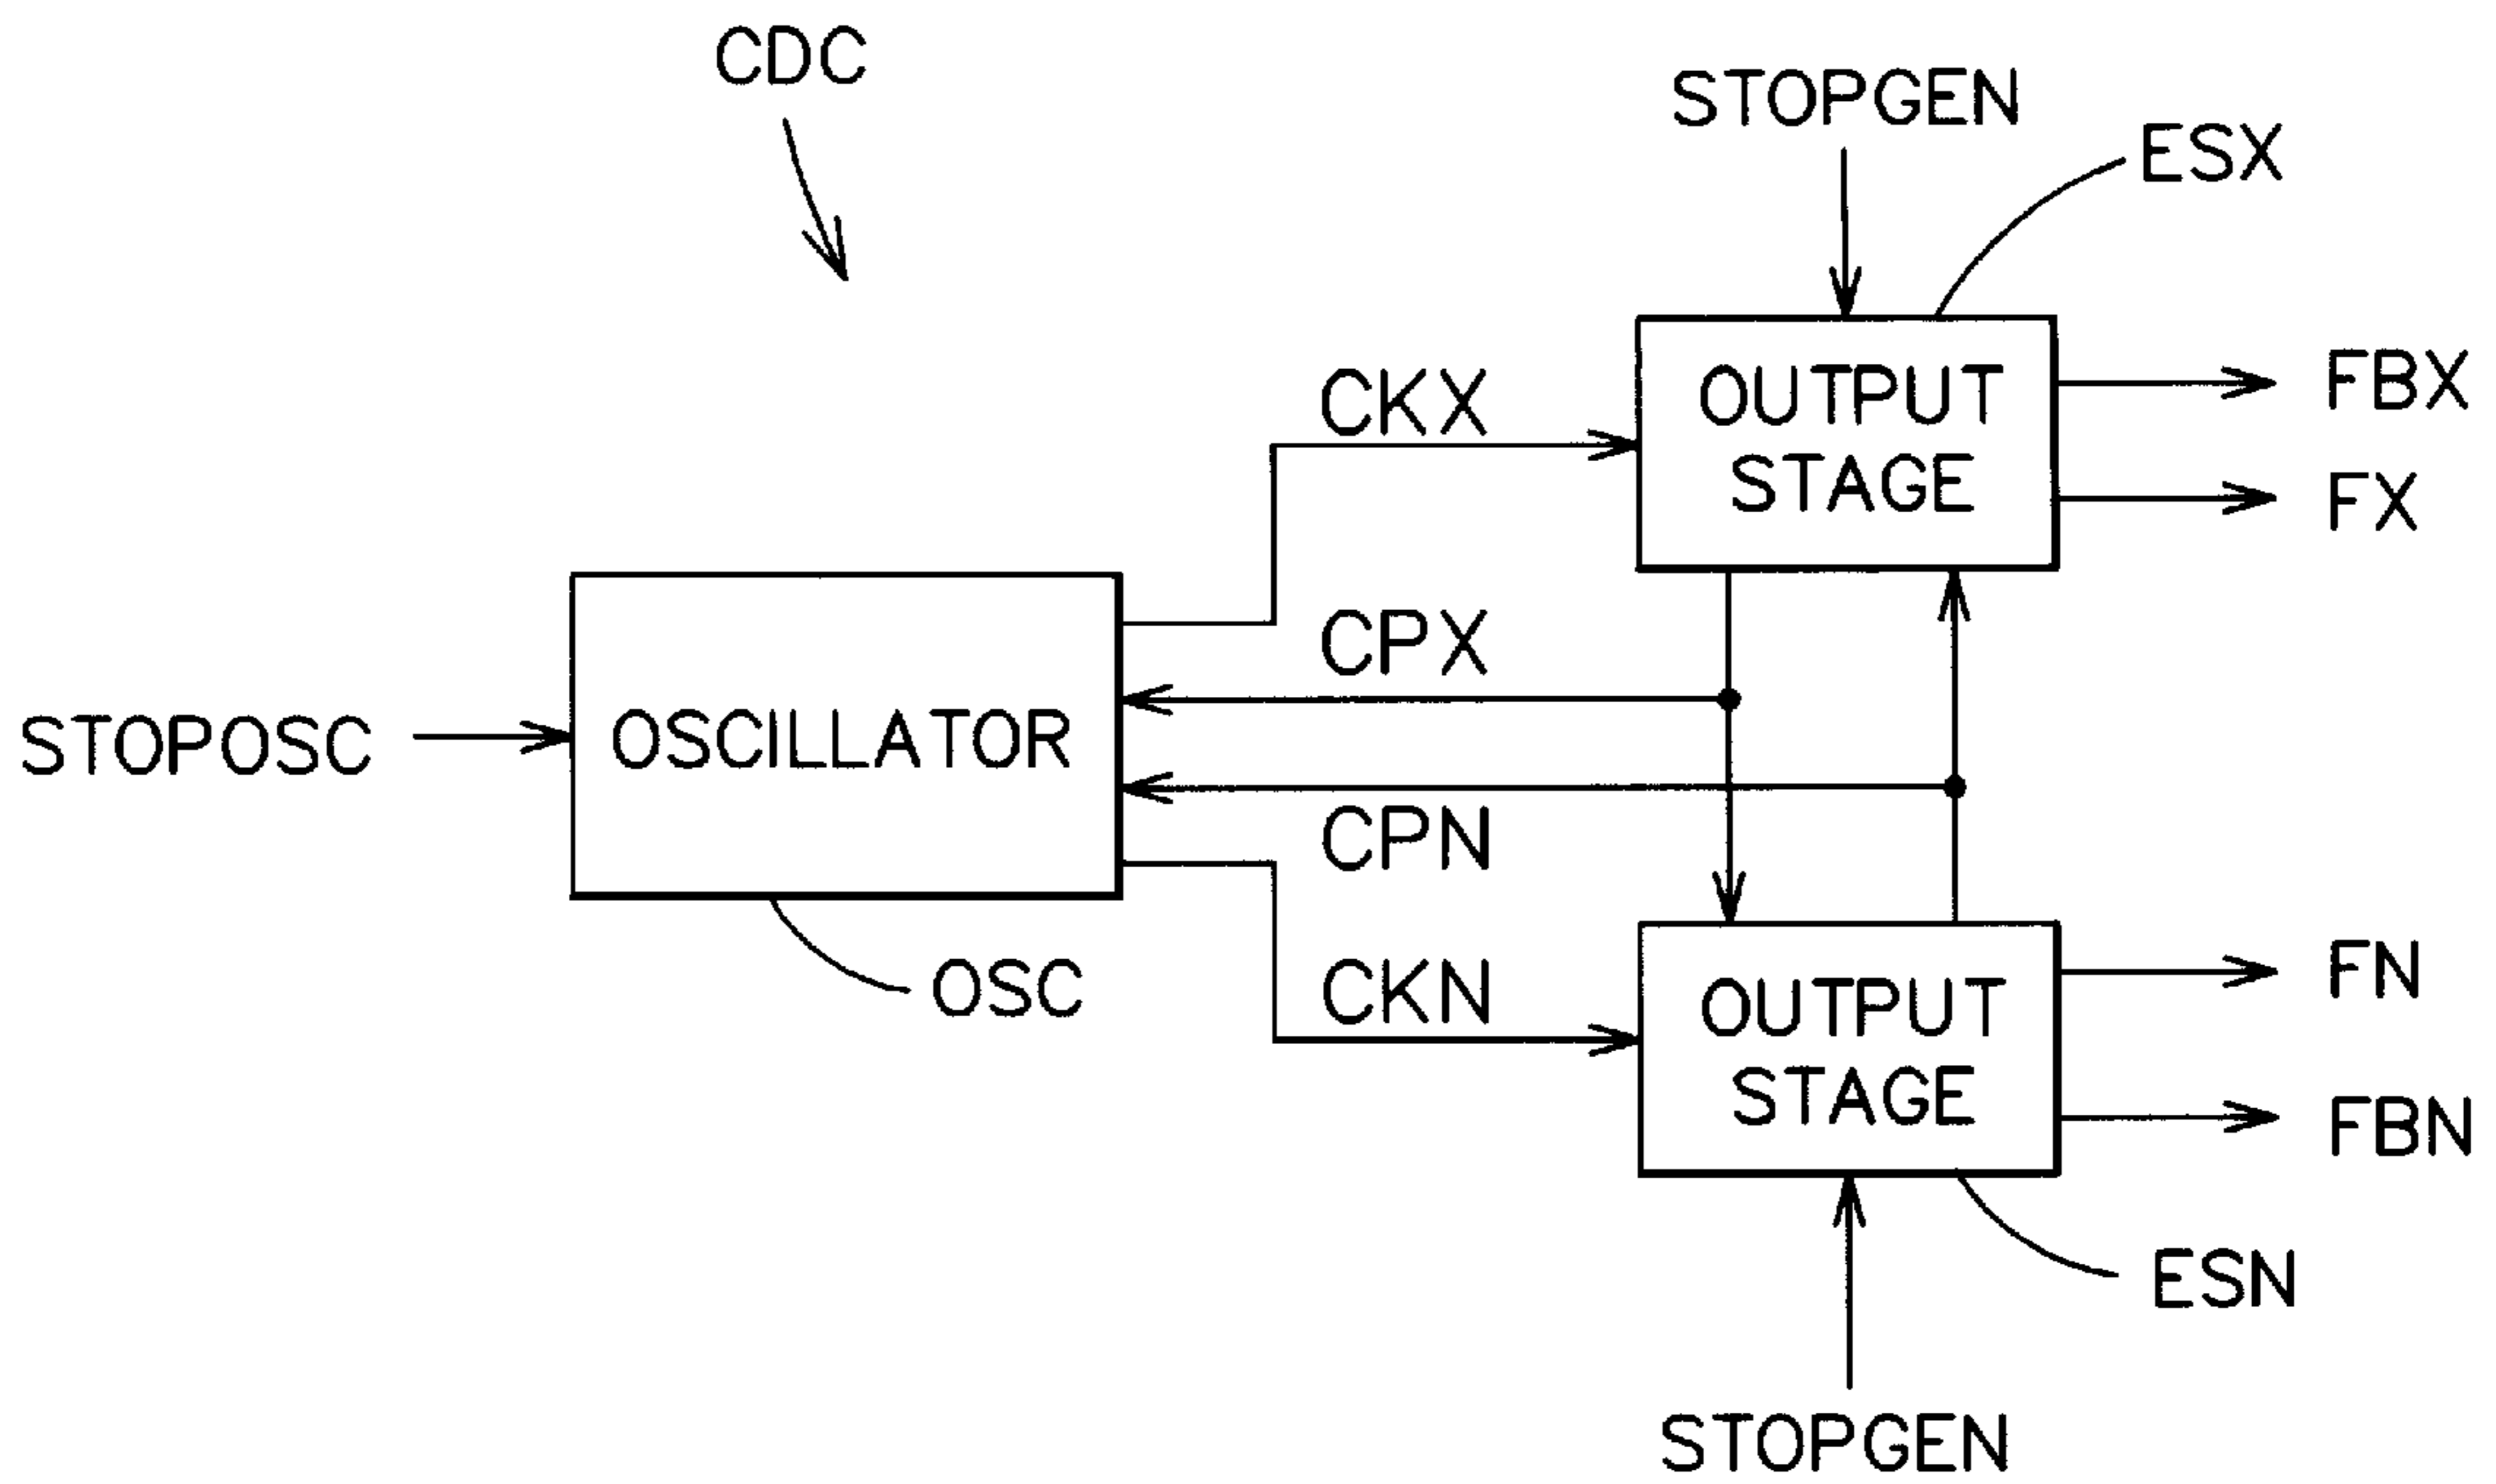 CDC
STOPGEN
ESX
CKX
OUTPUT
STAGE
FBX
FX
CPX
STOPOSC
OSCILLATOR
CPN
OSC
CKN
OUTPUT
STAGE
FN
FBN
ESN
STOPGEN